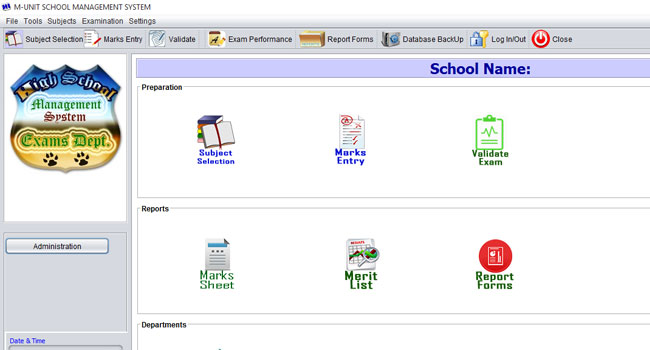 M-UNIT SCHOOL MANAGEMENT SYSTEM
File Tools Subjects Examination Settings
Subject Selection Marks Entry Validate Exam Performance Report Forms Database BackUp Log In/Out Close
High School
Management
System
Exams Dept.
School Name:
Preparation
Subject
Selection
Marks
Entry
Validate
Exam
Reports
Marks
Sheet
Merit
List
Report
Forms
Administration
Departments
Date & Time